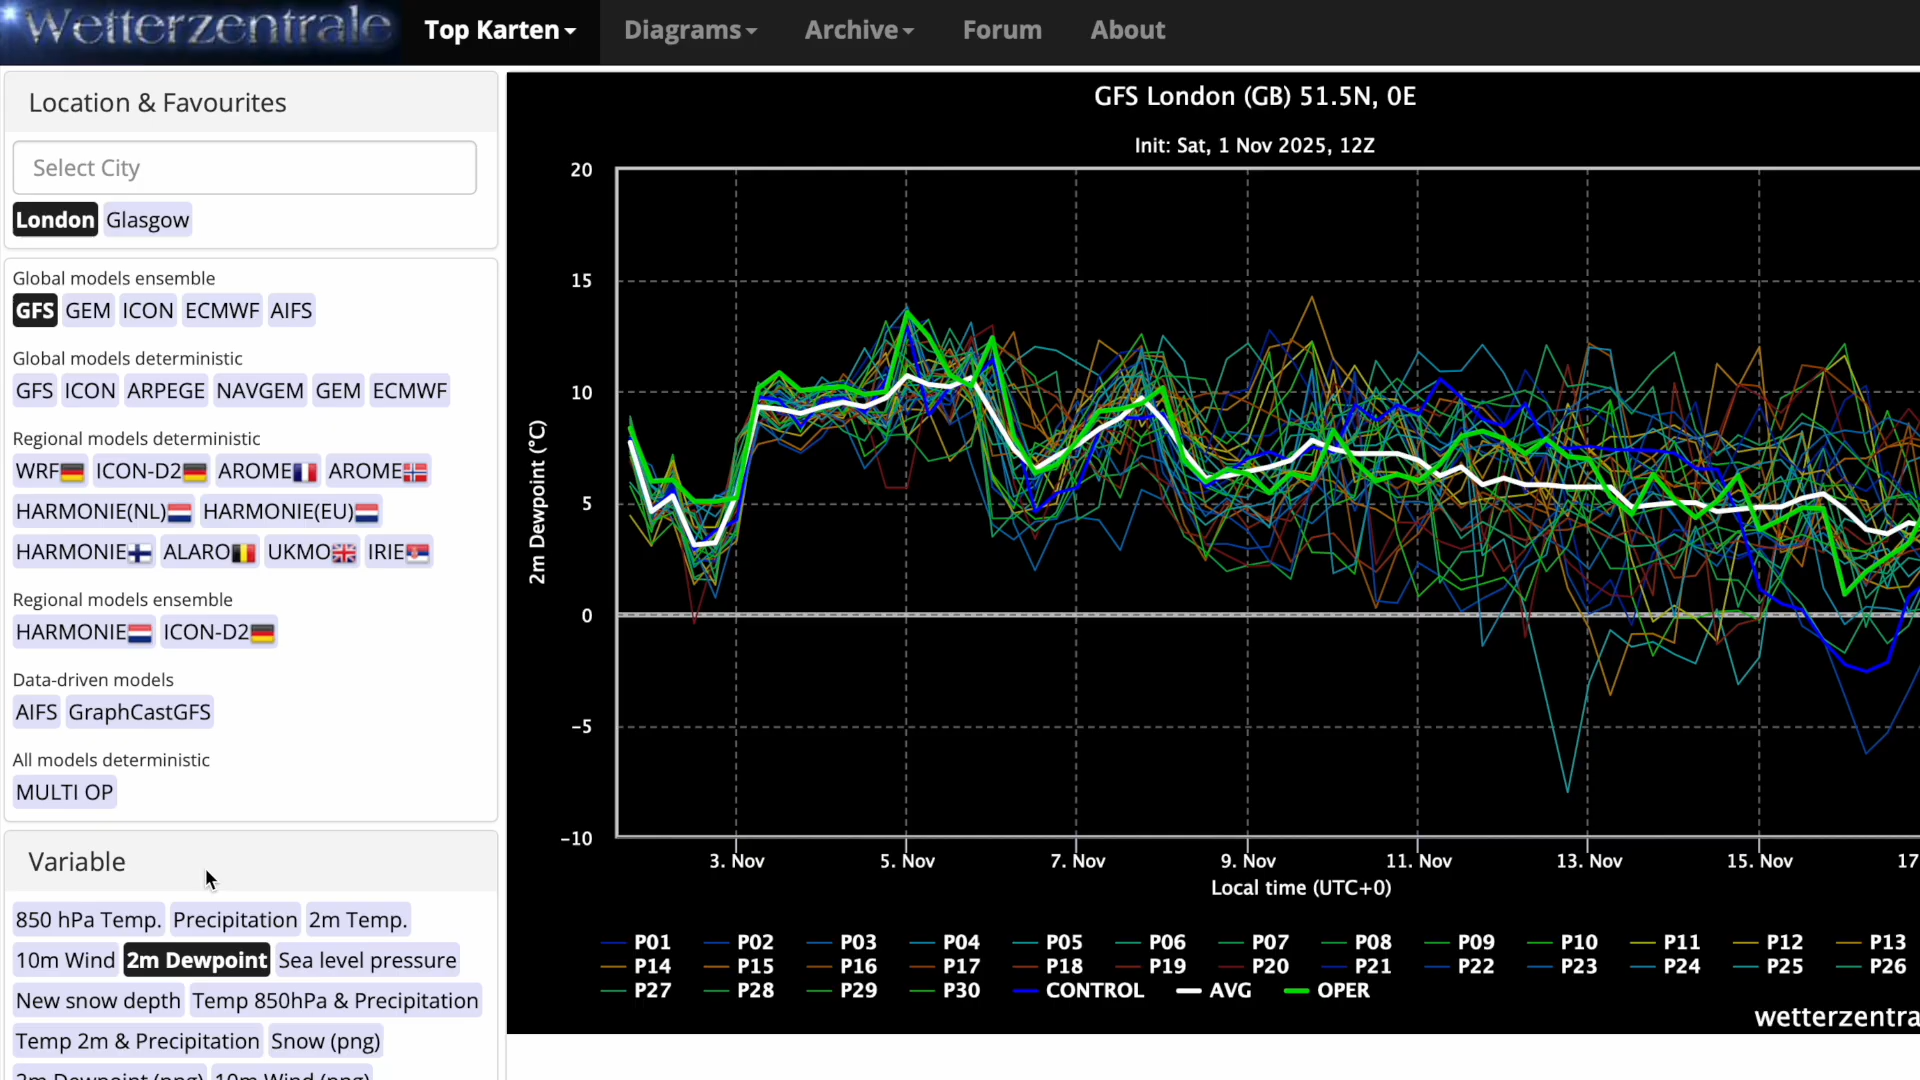 Wetterzentrale
Top Karten
Diagrams
Archive
Forum
About
Location & Favourites
Select City
London Glasgow
Global models ensemble
GFS GEM ICON ECMWF AIFS
Global models deterministic
GFS ICON ARPEGE NAVGEM GEM ECMWF
Regional models deterministic
WRF ICON-D2 AROME AROME
HARMONIE(NL) HARMONIE(EU)
HARMONIE ALARO UKMO IRIE
Regional models ensemble
HARMONIE ICON-D2
Data-driven models
AIFS GraphCastGFS
All models deterministic
MULTI OP
Variable
850 hPa Temp. Precipitation 2m Temp.
10m Wind 2m Dewpoint Sea level pressure
New snow depth Temp 850hPa & Precipitation
Temp 2m & Precipitation Snow (png)
2m Dewpoint (png) 10m Wind (png)
GFS London (GB) 51.5N, 0E
Init: Sat, 1 Nov 2025, 12Z
20
15
10
5
0
−5
−10
2m Dewpoint (°C)
3. Nov 5. Nov 7. Nov 9. Nov 11. Nov 13. Nov 15. Nov 17
Local time (UTC+0)
P01 P02 P03 P04 P05 P06 P07 P08 P09 P10 P11 P12 P13
P14 P15 P16 P17 P18 P19 P20 P21 P22 P23 P24 P25 P26
P27 P28 P29 P30 CONTROL AVG OPER
wetterzentra